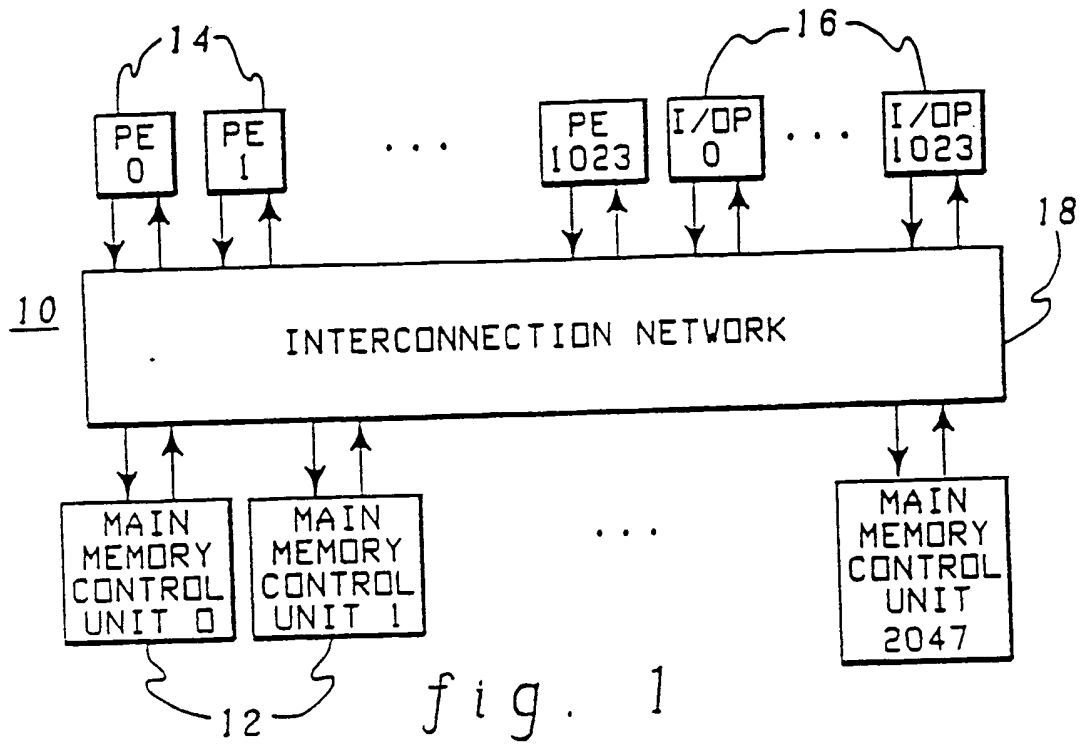 14
16
PE
0
PE
1
. . .
PE
1023
I/OP
0
. . .
I/OP
1023
18
10
INTERCONNECTION NETWORK
MAIN
MEMORY
CONTROL
UNIT 0
MAIN
MEMORY
CONTROL
UNIT 1
. . .
MAIN
MEMORY
CONTROL
UNIT
2047
12
fig. 1